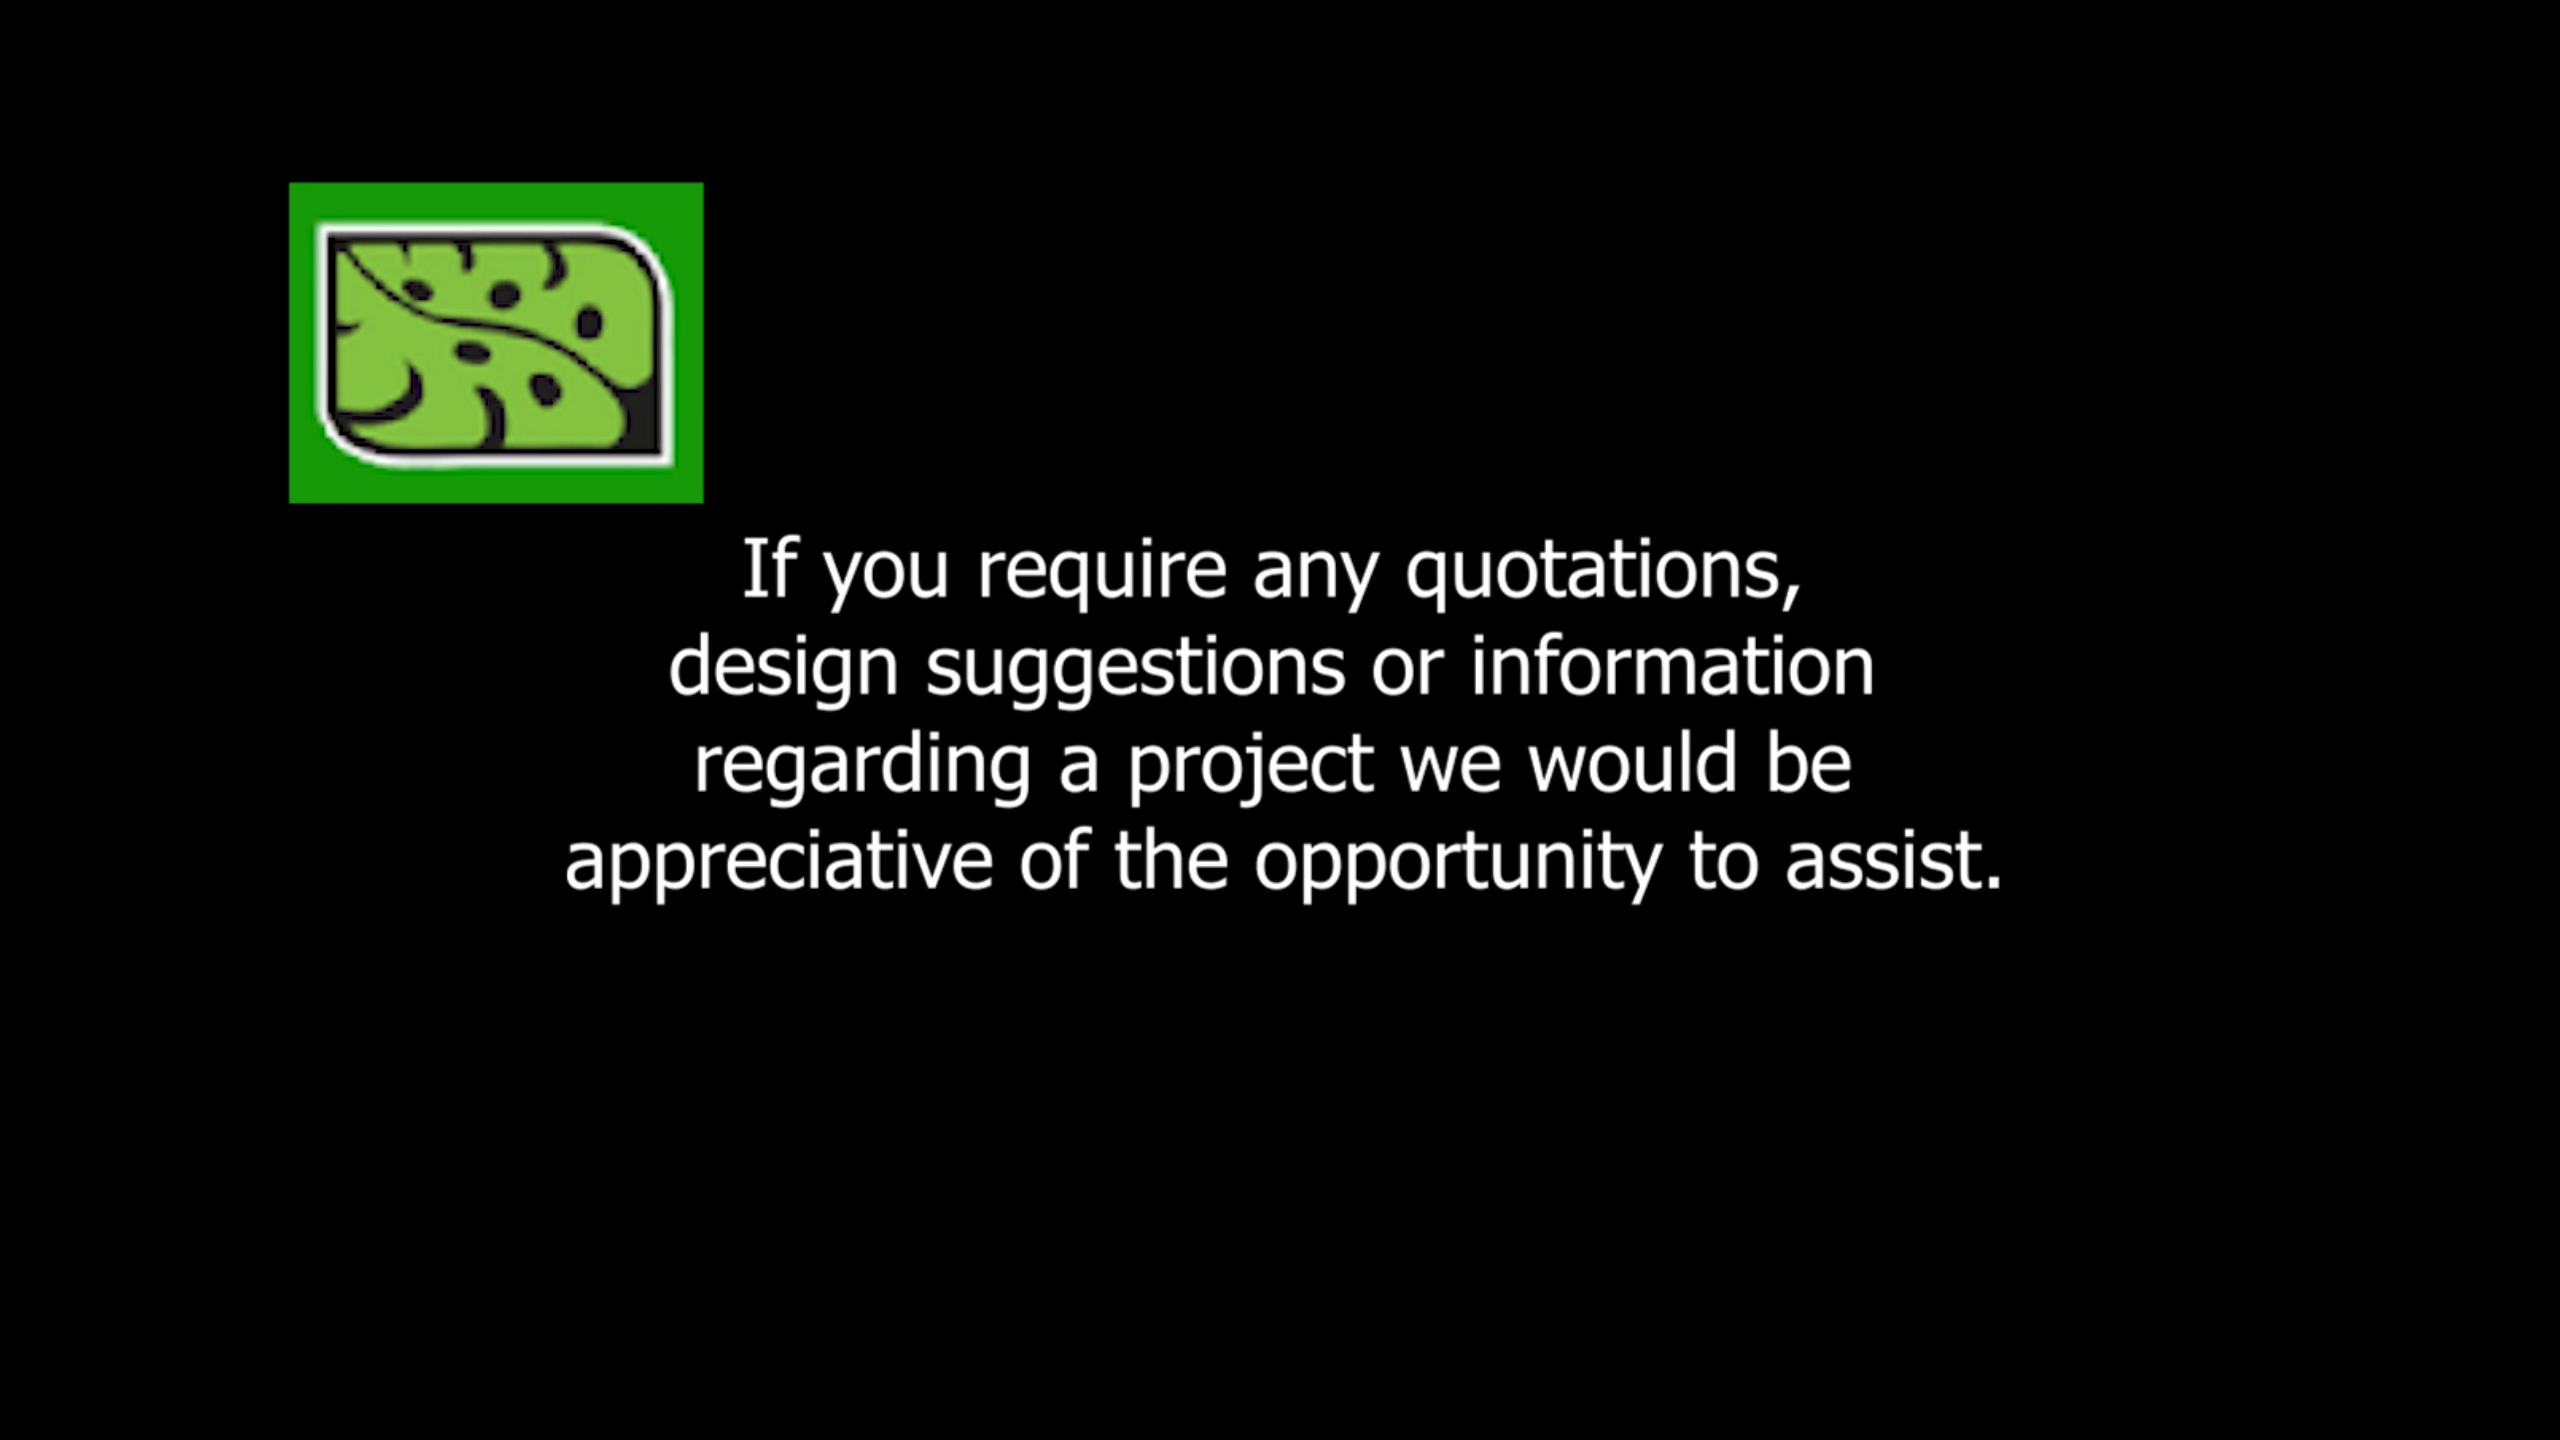 If you require any quotations,
design suggestions or information
regarding a project we would be
appreciative of the opportunity to assist.